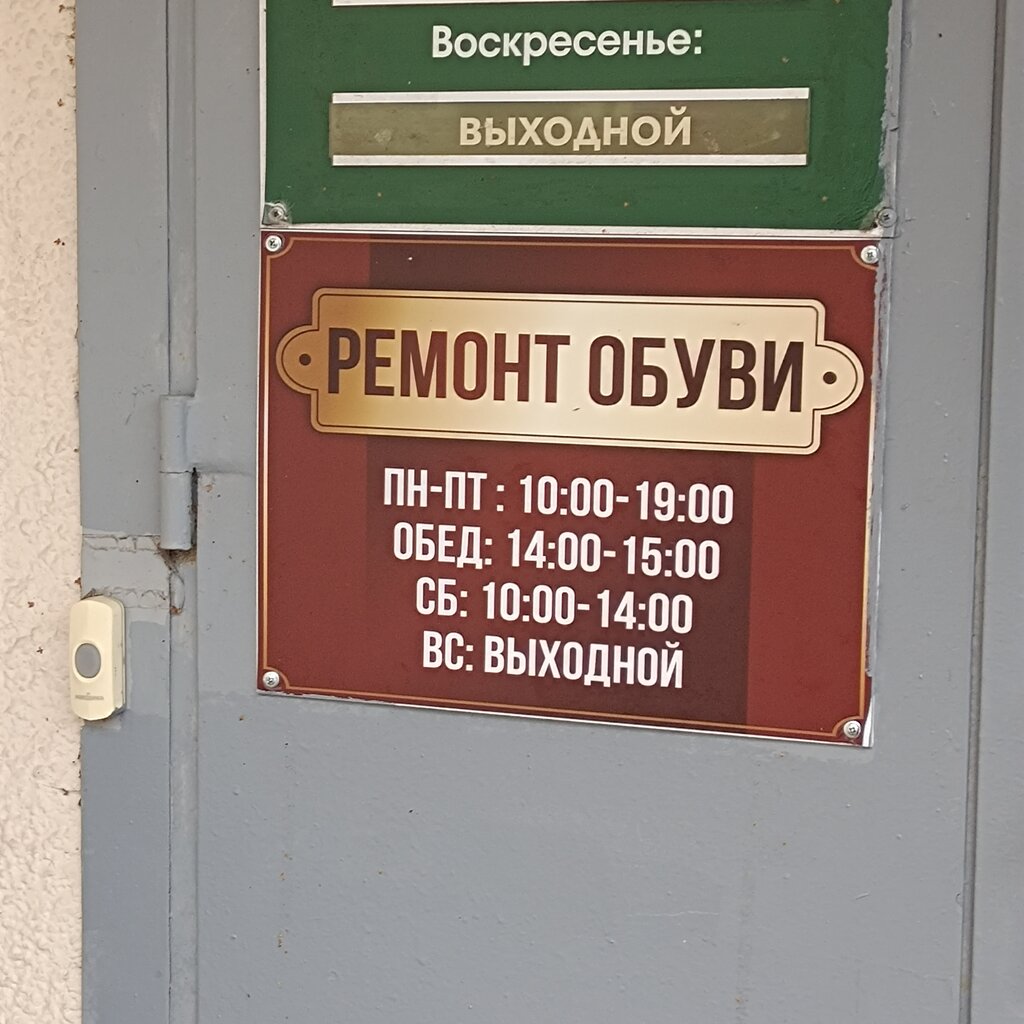 Воскресенье:
ВЫХОДНОЙ
РЕМОНТ ОБУВИ
ПН-ПТ : 10:00-19:00
ОБЕД: 14:00-15:00
СБ: 10:00-14:00
ВС: ВЫХОДНОЙ